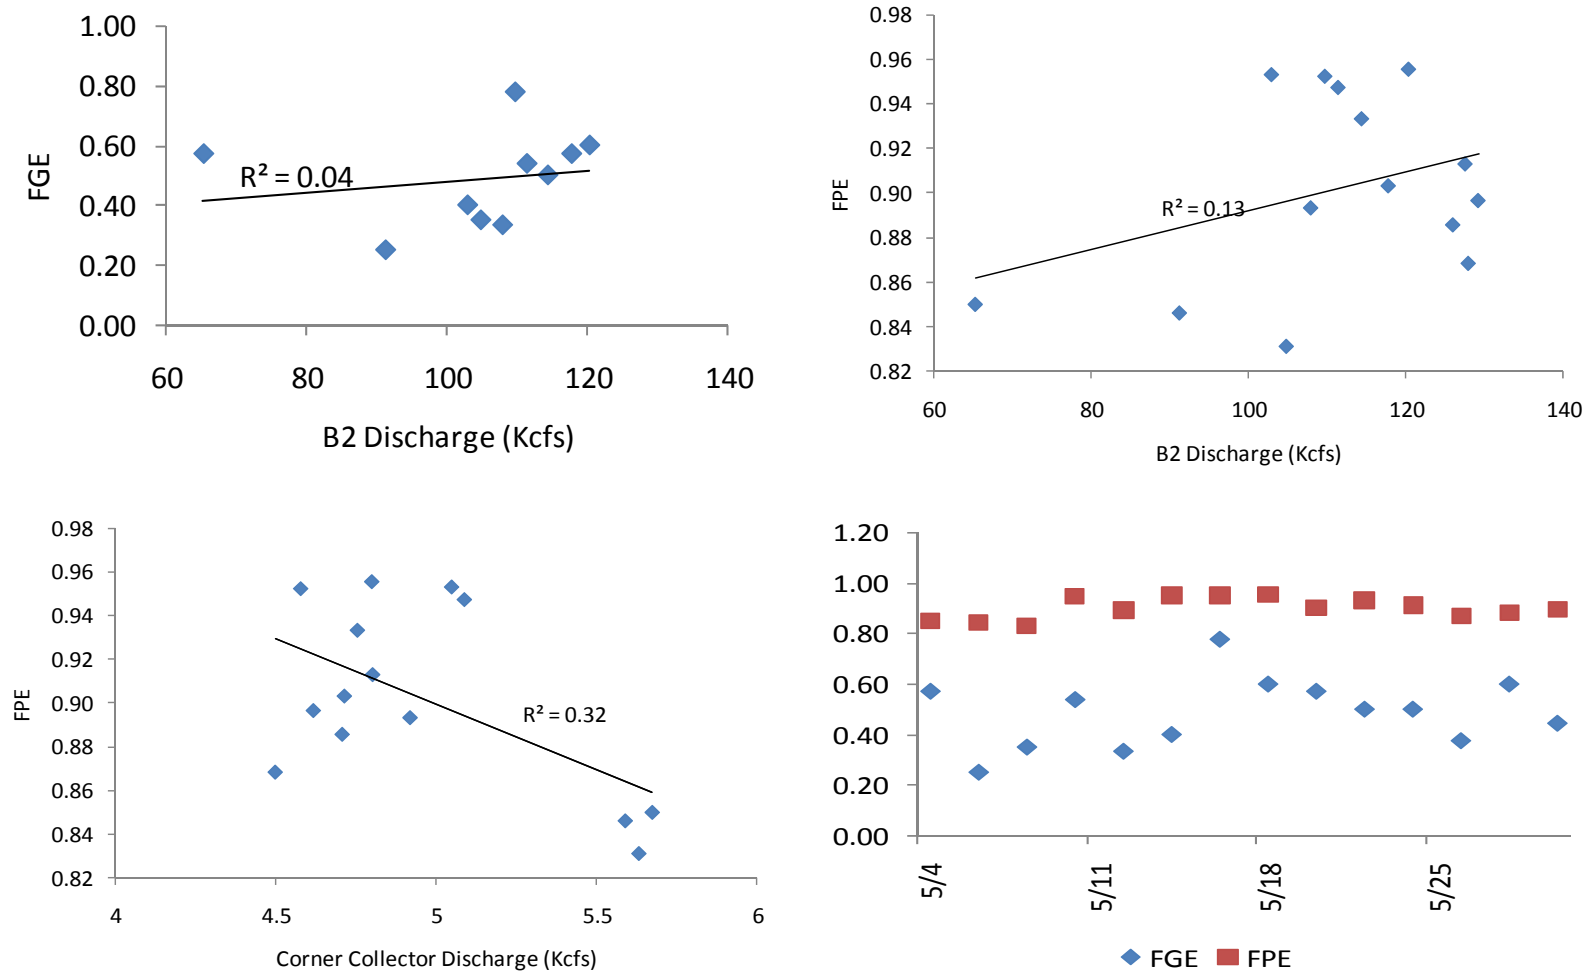 1.00
0.80
0.60
0.40
0.20
0.00
FGE
R² = 0.04
60 80 100 120 140
B2 Discharge (Kcfs)
0.98
0.96
0.94
0.92
0.90
0.88
0.86
0.84
0.82
FPE
R² = 0.13
60 80 100 120 140
B2 Discharge (Kcfs)
0.98
0.96
0.94
0.92
0.90
0.88
0.86
0.84
0.82
FPE
R² = 0.32
4 4.5 5 5.5 6
Corner Collector Discharge (Kcfs)
1.20
1.00
0.80
0.60
0.40
0.20
0.00
5/4 5/11 5/18 5/25
FGE FPE